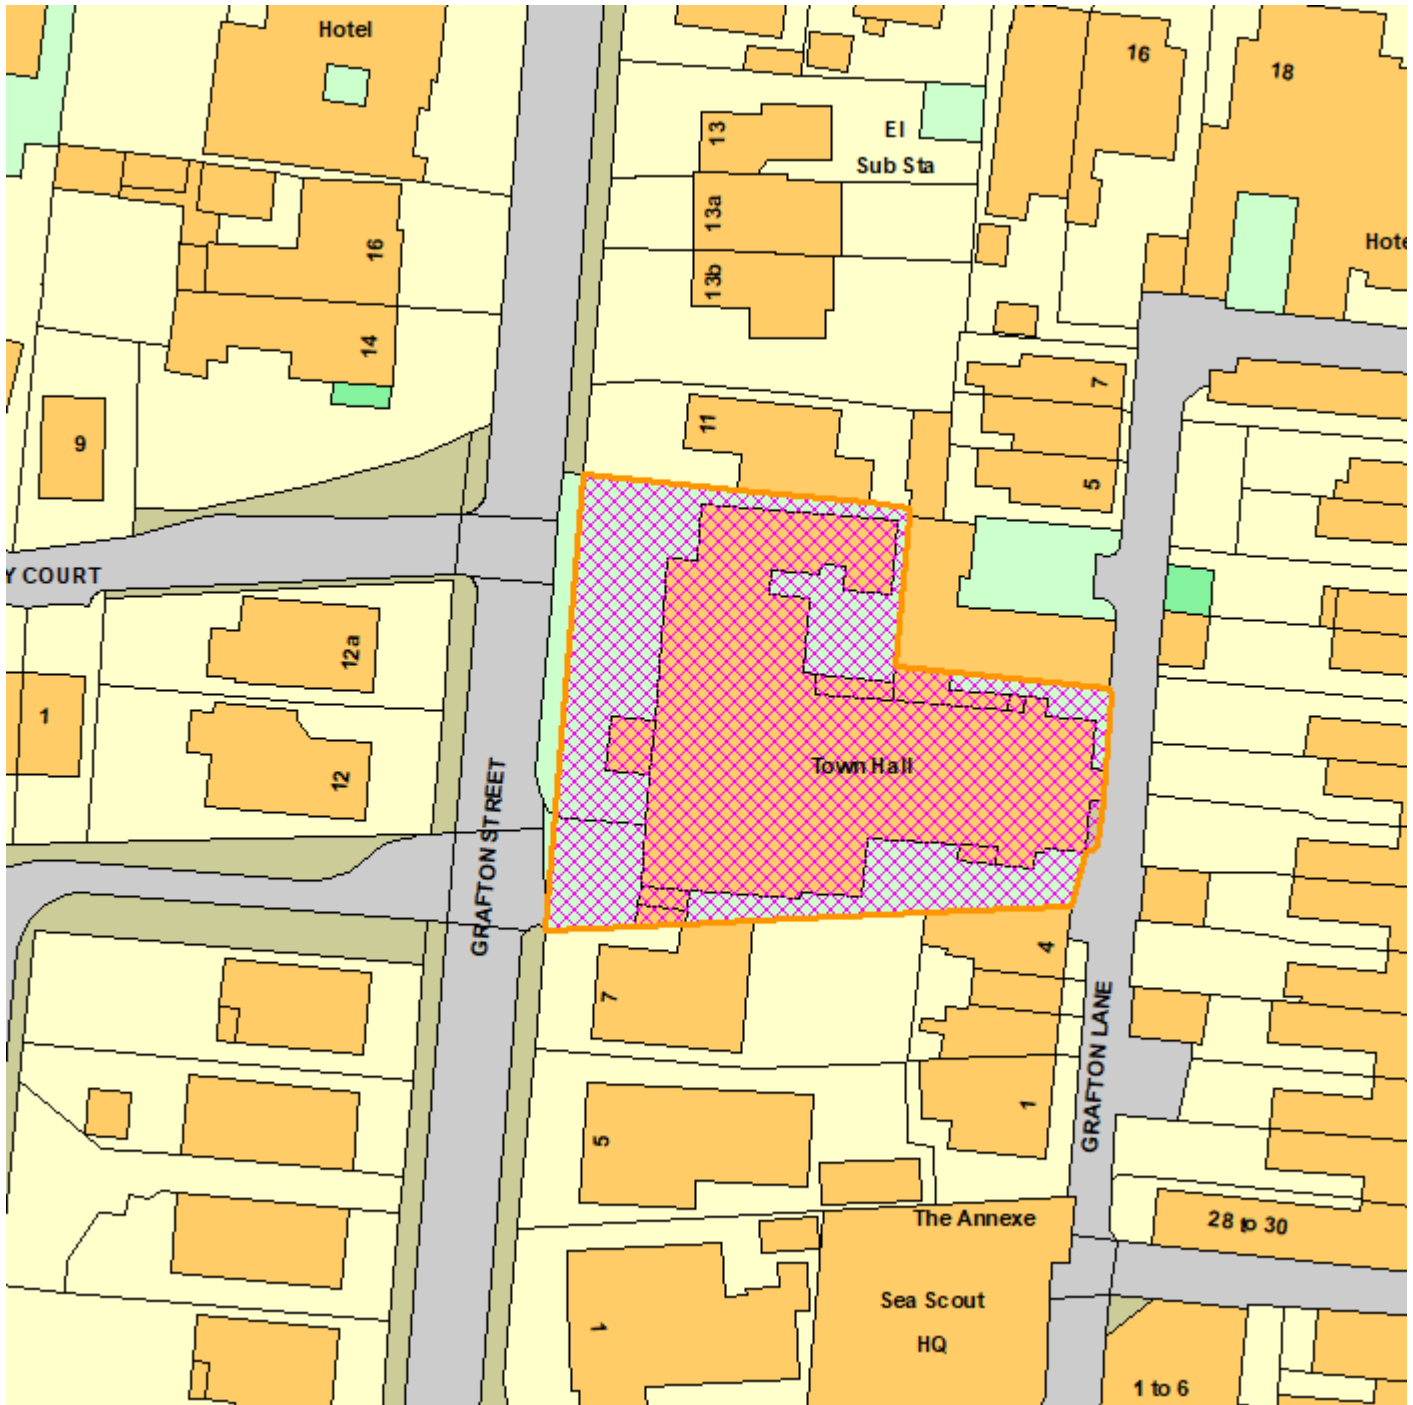 Hotel
16
18
13
El
Sub Sta
13a
Hote
16
13b
14
7
11
9
5
Y COURT
12a
1
Town Hall
12
GRAFTON STREET
4
7
GRAFTON LANE
1
5
The Annexe
28 to 30
Sea Scout
HQ
1
1 to 6